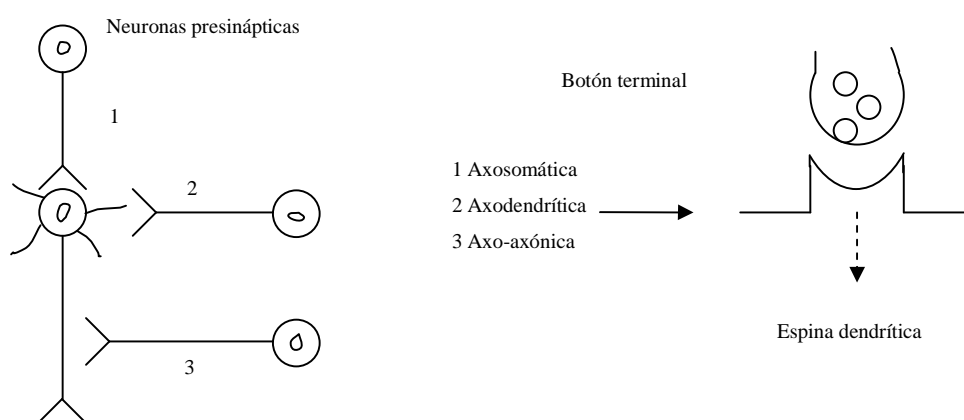 Neuronas presinápticas
1
2
3
Botón terminal
1 Axosomática
2 Axodendrítica
3 Axo-axónica
Espina dendrítica